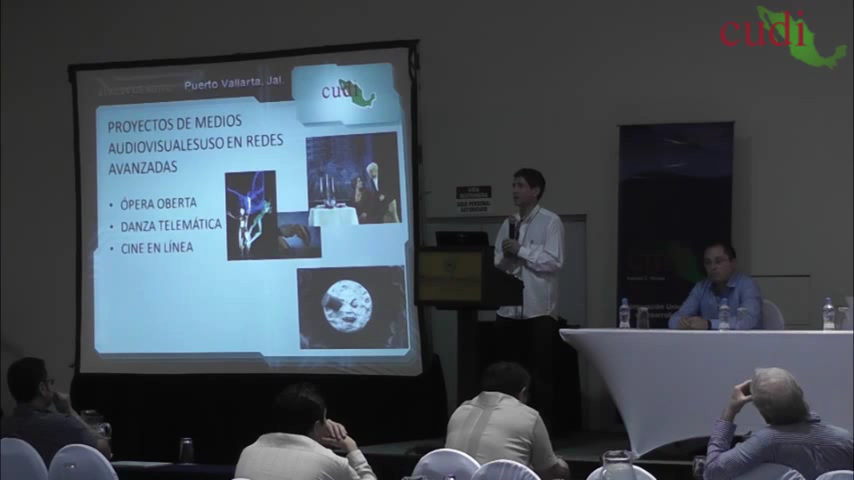 cudi
Puerto Vallarta, Jal.
cudi
PROYECTOS DE MEDIOS
AUDIOVISUALESUSO EN REDES
AVANZADAS
• ÓPERA OBERTA
• DANZA TELEMÁTICA
• CINE EN LÍNEA
cudi